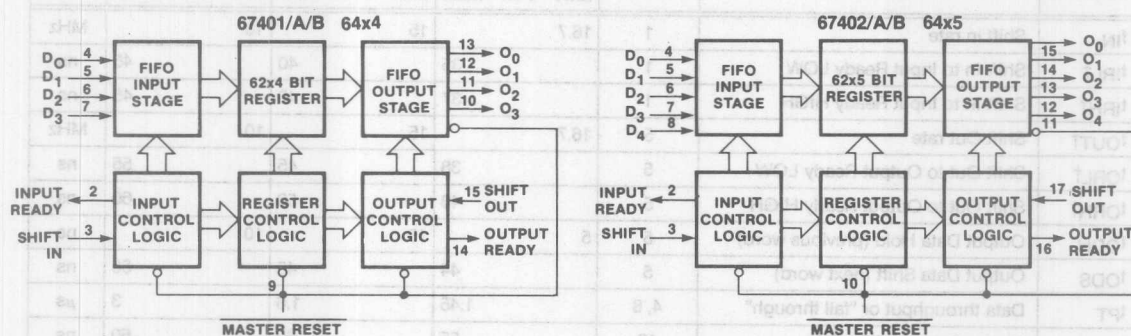 67401/A/B 64x4
D0 4
D1 5
D2 6
D3 7
FIFO
INPUT
STAGE
62x4 BIT
REGISTER
FIFO
OUTPUT
STAGE
13 O0
12 O1
11 O2
10 O3
INPUT
READY
2
SHIFT
IN
3
INPUT
CONTROL
LOGIC
REGISTER
CONTROL
LOGIC
OUTPUT
CONTROL
LOGIC
15 SHIFT
OUT
14 OUTPUT
READY
9
MASTER RESET
67402/A/B 64x5
D0 4
D1 5
D2 6
D3 7
D4 8
FIFO
INPUT
STAGE
62x5 BIT
REGISTER
FIFO
OUTPUT
STAGE
15 O0
14 O1
13 O2
12 O3
11 O4
INPUT
READY
2
SHIFT
IN
3
INPUT
CONTROL
LOGIC
REGISTER
CONTROL
LOGIC
OUTPUT
CONTROL
LOGIC
17 SHIFT
OUT
16 OUTPUT
READY
10
MASTER RESET